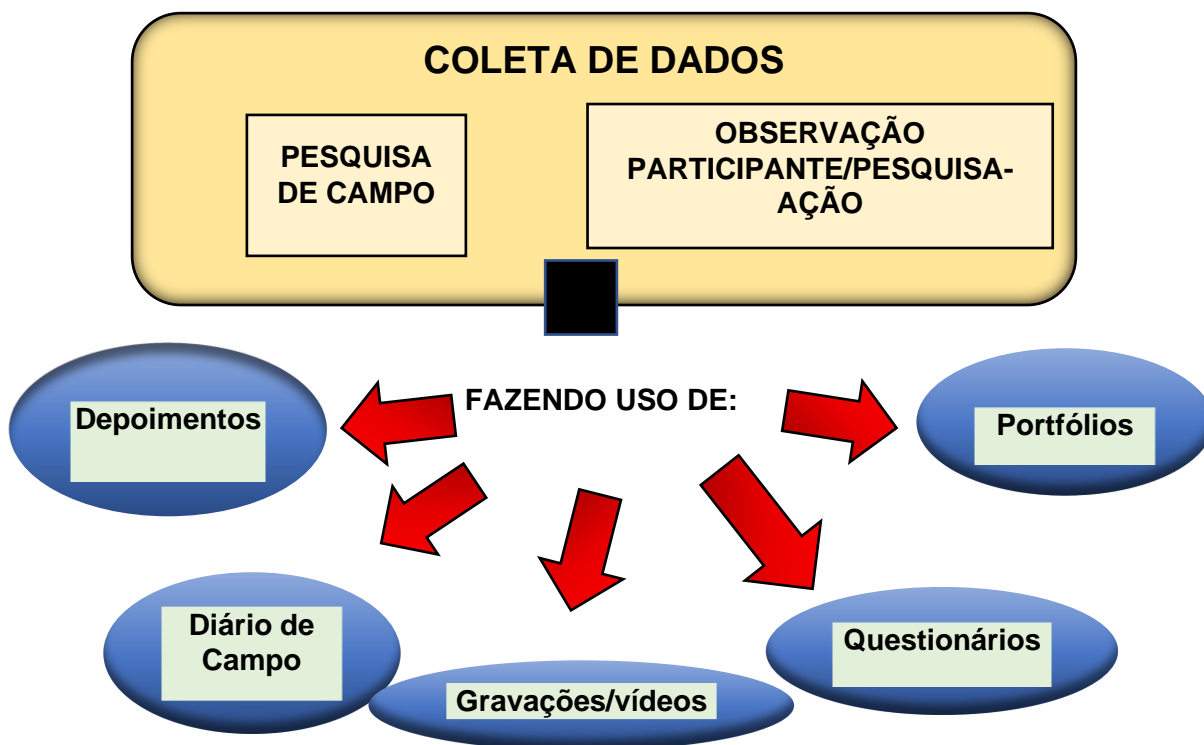 COLETA DE DADOS
PESQUISA
DE CAMPO
OBSERVAÇÃO
PARTICIPANTE/PESQUISA-
AÇÃO
FAZENDO USO DE:
Depoimentos
Portfólios
Diário de
Campo
Questionários
Gravações/vídeos